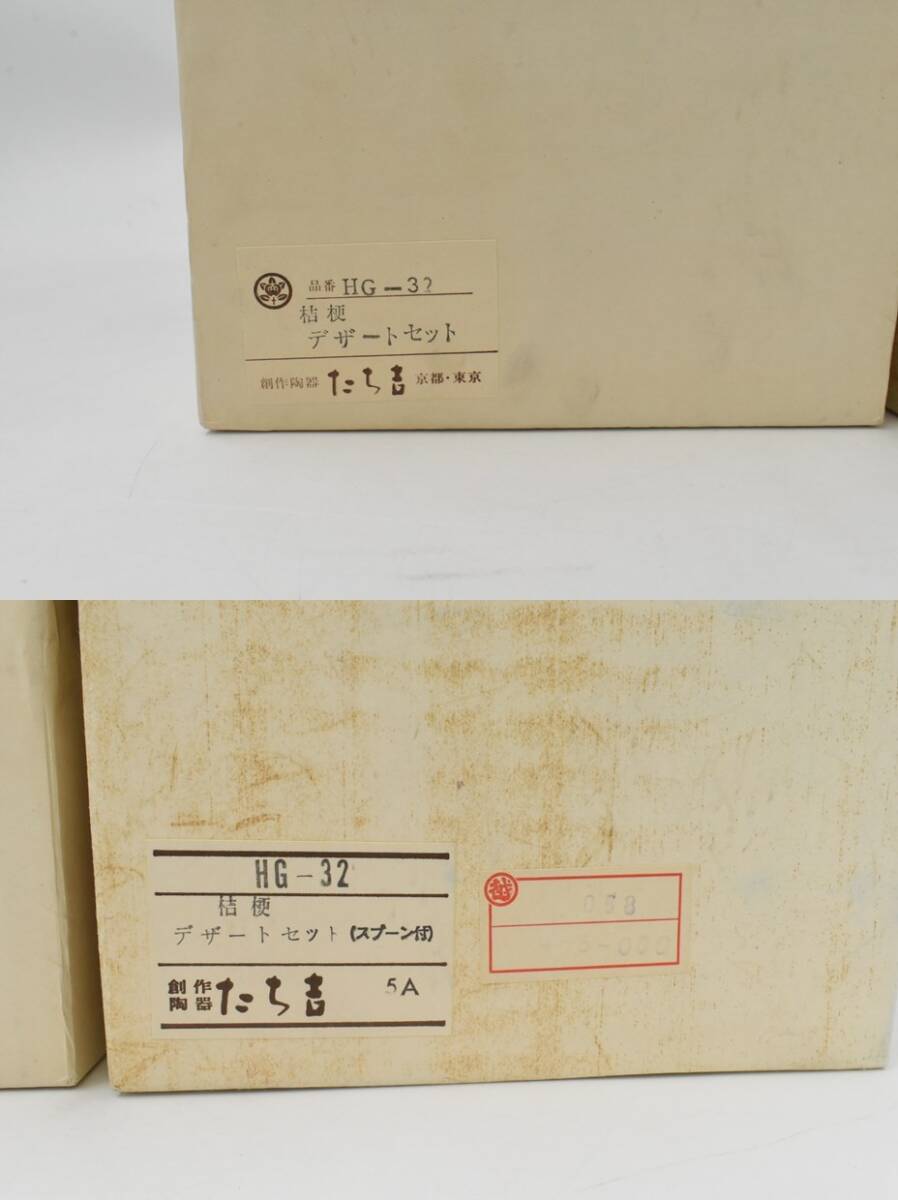 品番 HG-32
桔梗
デザートセット
創作陶器 たち吉 京都・東京
HG-32
桔梗
デザートセット (スプーン付)
創作
陶器 たち吉 5A
越